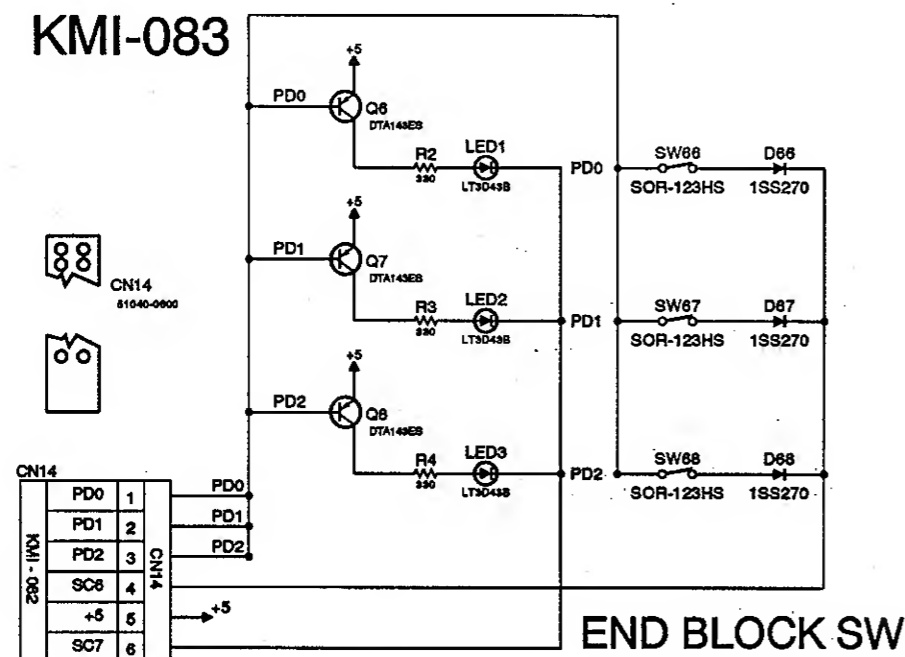 KMI-083
+5
PD0
Q6
DTA143ES
R2
330
LED1
LT3D43B
PD0
SW66
SOR-123HS
D66
1SS270
+5
PD1
Q7
DTA143ES
R3
330
LED2
LT3D43B
PD1
SW67
SOR-123HS
D67
1SS270
CN14
51040-0600
+5
PD2
Q8
DTA143ES
R4
330
LED3
LT3D43B
PD2
SW68
SOR-123HS
D68
1SS270
CN14
KMI - 082
PD0 1
PD1 2
PD2 3
SC6 4
+5 5
SC7 6
CN14
PD0
PD1
PD2
+5
END BLOCK SW